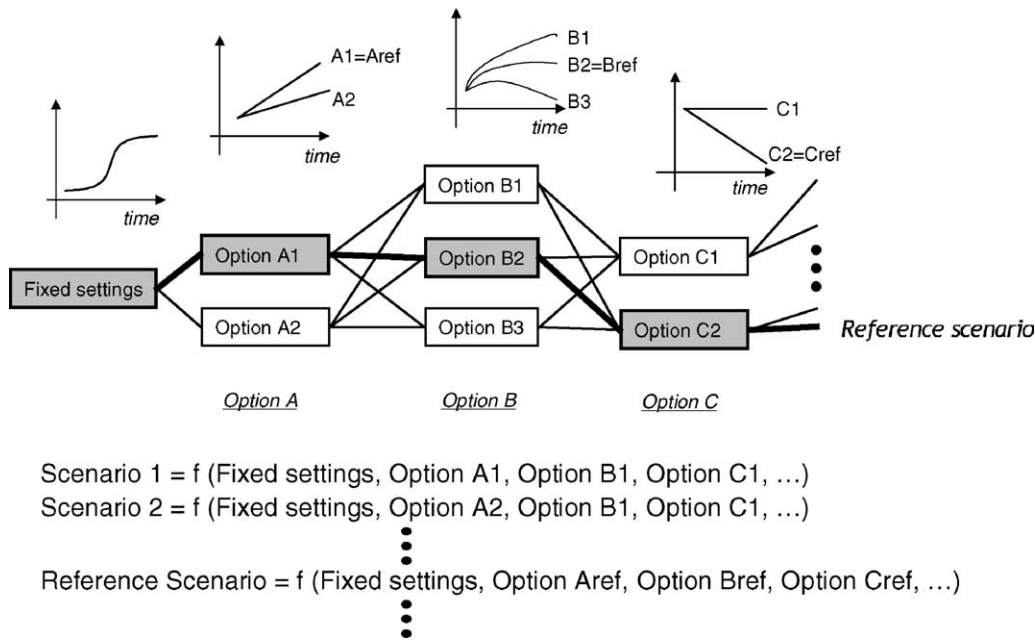 A1=Aref
A2
time
B1
B2=Bref
B3
time
C1
C2=Cref
time
time
Option B1
Option A1
Option B2
Option C1
Fixed settings
Option A2
Option B3
Option C2
Reference scenario
Option A
Option B
Option C
Scenario 1 = f (Fixed settings, Option A1, Option B1, Option C1, …)
Scenario 2 = f (Fixed settings, Option A2, Option B1, Option C1, …)
Reference Scenario = f (Fixed settings, Option Aref, Option Bref, Option Cref, …)